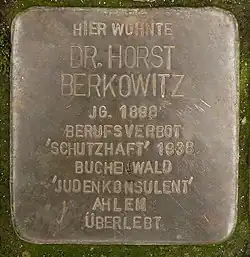 HIER WOHNTE
DR. HORST
BERKOWITZ
JG. 1898
BERUFSVERBOT
'SCHUTZHAFT' 1938
BUCHENWALD
'JUDENKONSULENT'
AHLEM
ÜBERLEBT